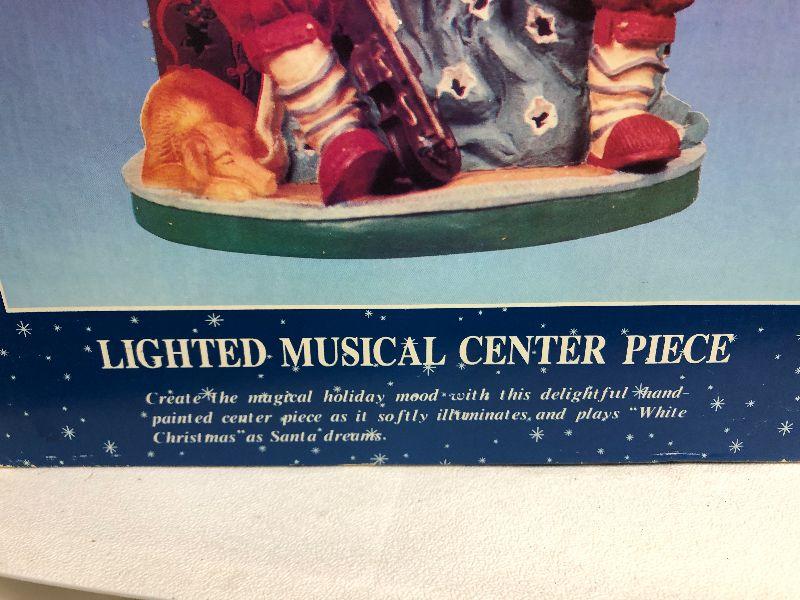 LIGHTED MUSICAL CENTER PIECE
Create the magical holiday mood with this delightful hand-
painted center piece as it softly illuminates and plays "White
Christmas" as Santa dreams.